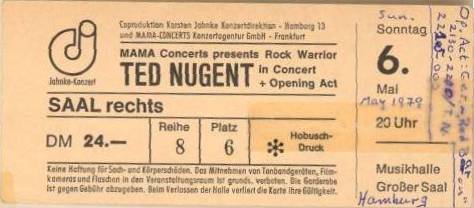 Coproduktion Karsten Jahnke Konzertdirektion - Hamburg 13
und MAMA-CONCERTS Konzertagentur GmbH - Frankfurt
Jahnke-Konzert
MAMA Concerts presents Rock Warrior
TED NUGENT in Concert
+ Opening Act
SAAL rechts
DM 24.—
Reihe
8
Platz
6
Hobusch-
Druck
Keine Haftung für Sach- und Körperschäden. Das Mitnehmen von Tonbandgeräten, Film-
kameras und Flaschen in den Veranstaltungsraum ist grunds. verboten. Die Garderobe
ist gegen Gebühr abzugeben. Beim Verlassen der Halle verliert die Karte ihre Gültigkeit.
Sun.
Sonntag
6.
Mai
May 1979
20 Uhr
Musikhalle
Großer Saal
Hamburg
Op. Act: